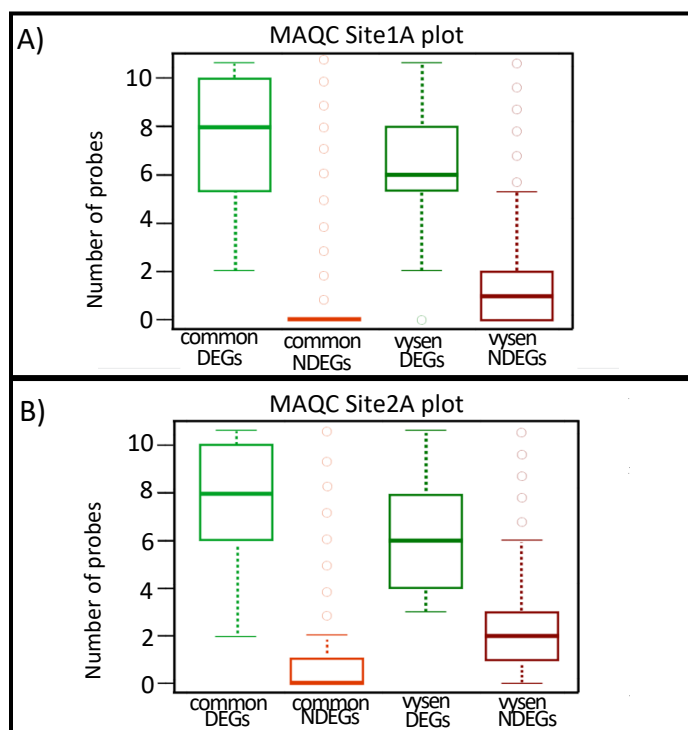 A)
MAQC Site1A plot
Number of probes
10
8
6
4
2
0
common DEGs
common NDEGs
vysen DEGs
vysen NDEGs
B)
MAQC Site2A plot
Number of probes
10
8
6
4
2
0
common DEGs
common NDEGs
vysen DEGs
vysen NDEGs